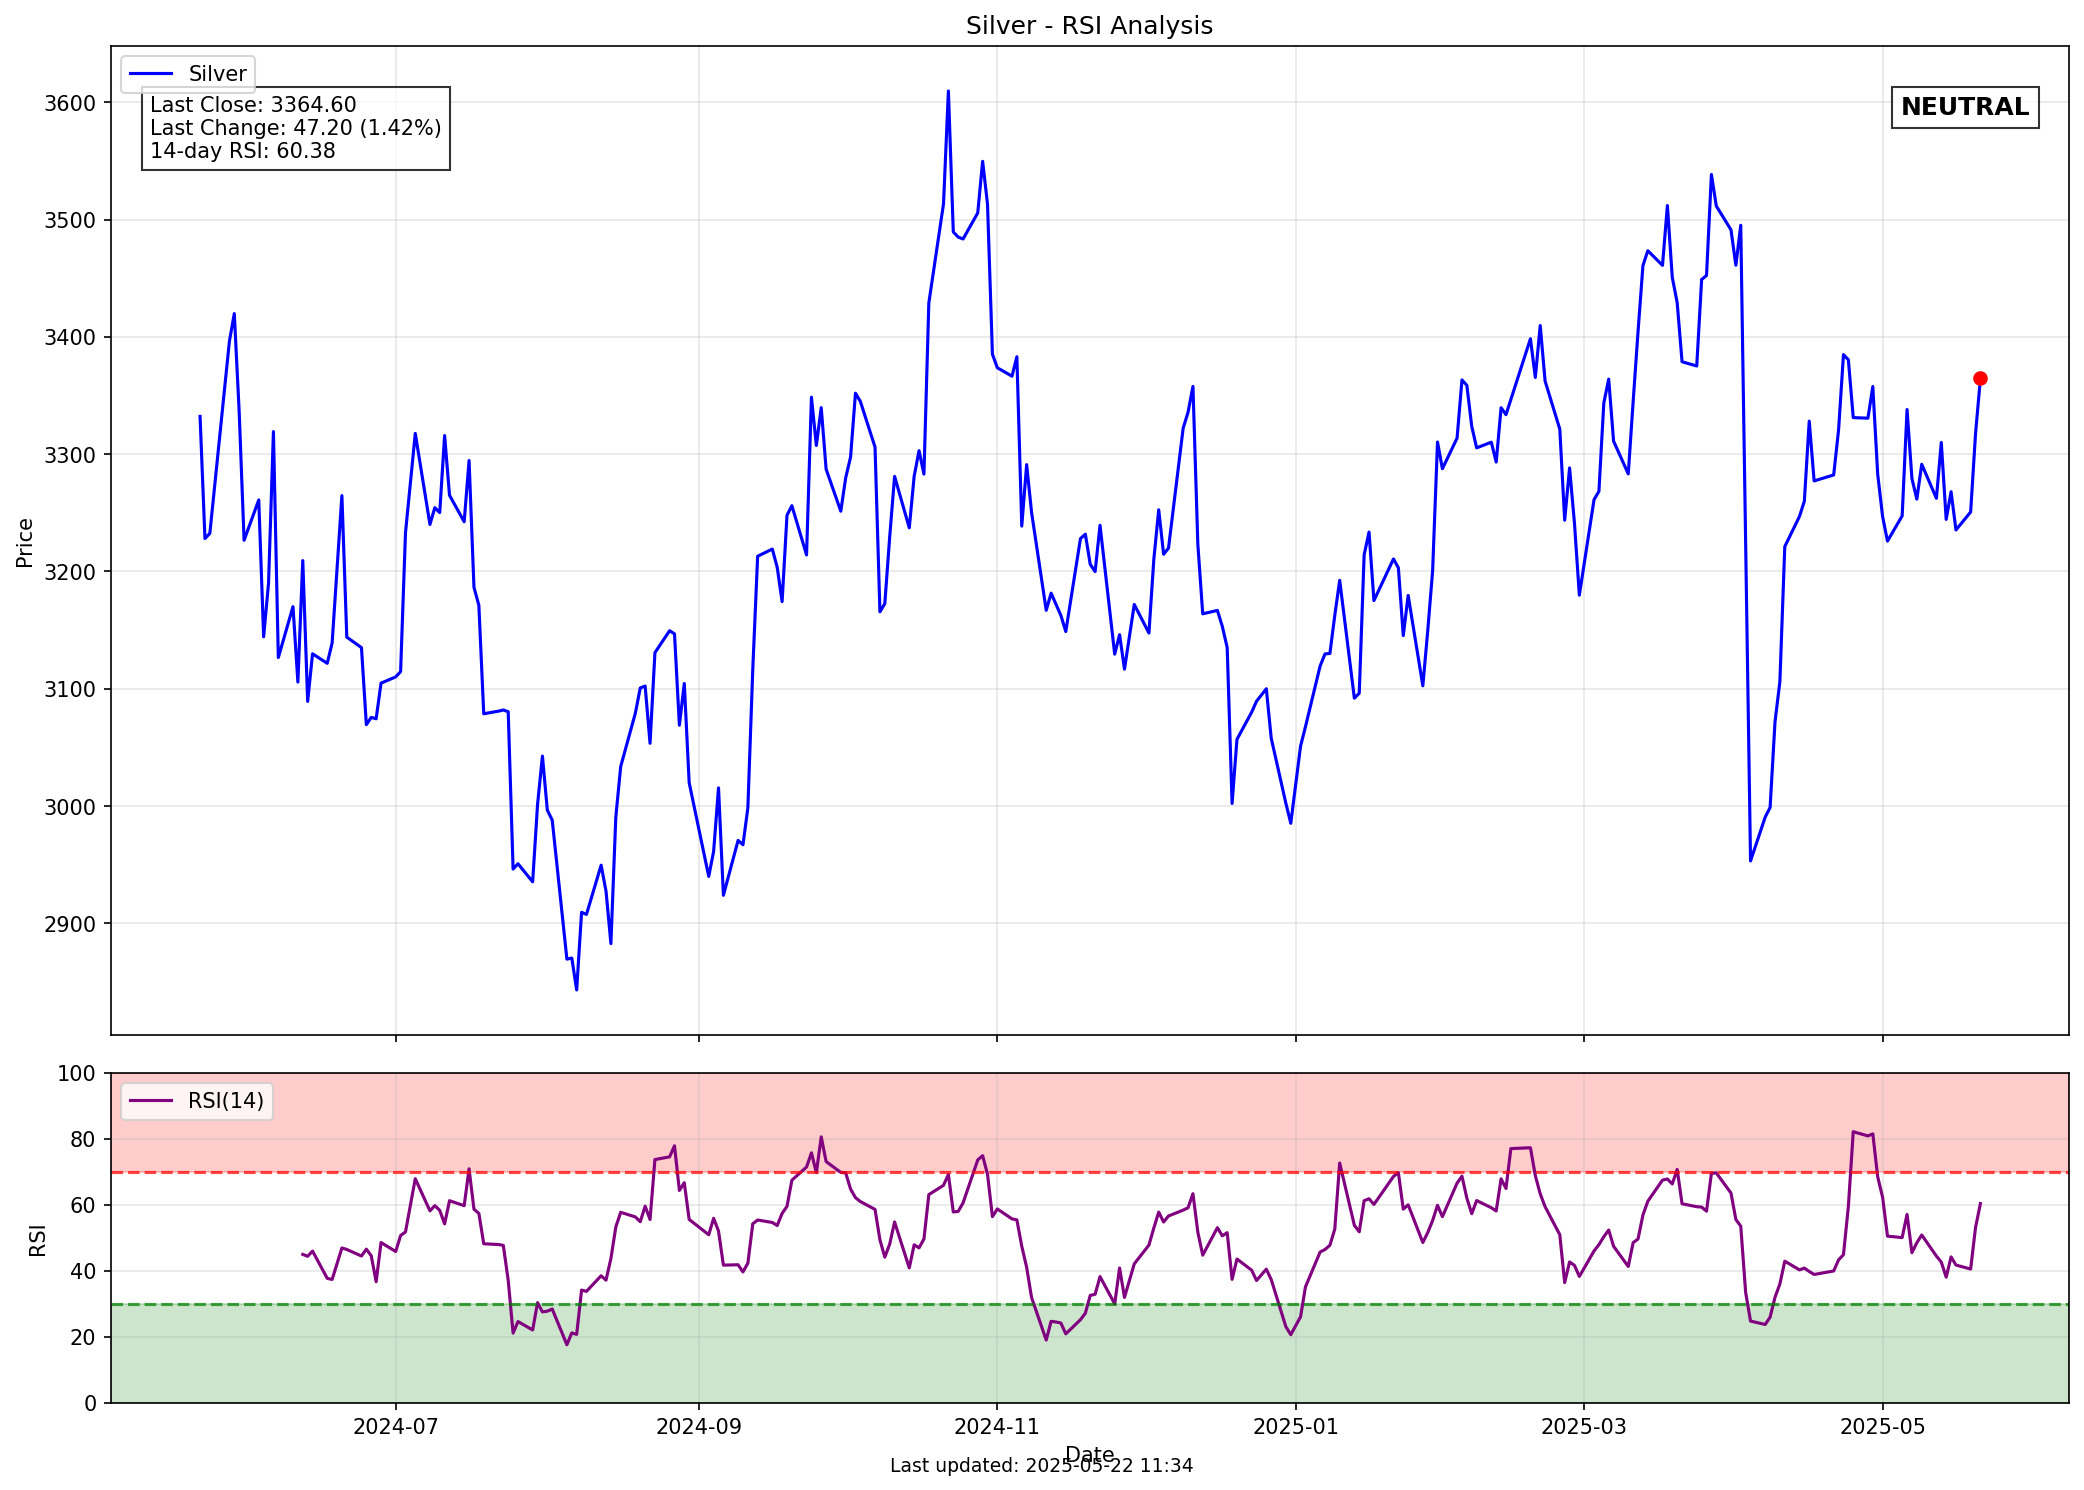 Silver - RSI Analysis
Silver
Last Close: 3364.60
Last Change: 47.20 (1.42%)
14-day RSI: 60.38
NEUTRAL
Price
3600
3500
3400
3300
3200
3100
3000
2900
RSI(14)
RSI
100
80
60
40
20
0
2024-07
2024-09
2024-11
2025-01
2025-03
2025-05
Date
Last updated: 2025-05-22 11:34